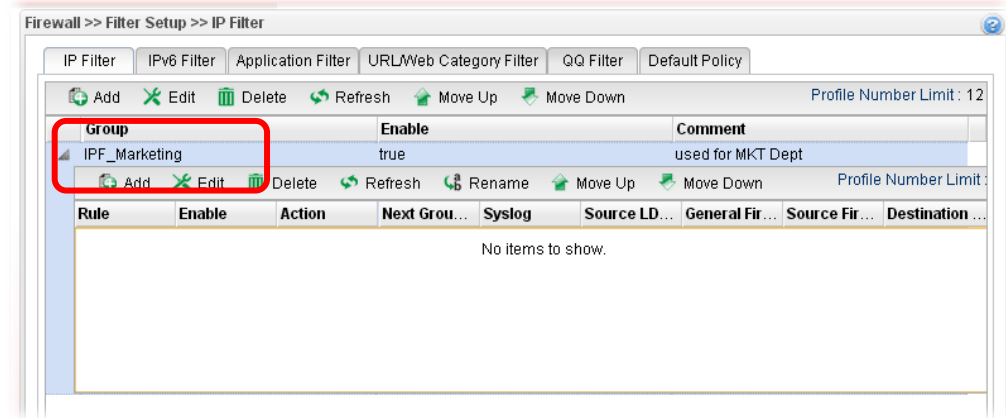 Firewall >> Filter Setup >> IP Filter
IP Filter IPv6 Filter Application Filter URL/Web Category Filter QQ Filter Default Policy
Add Edit Delete Refresh Move Up Move Down Profile Number Limit : 12
Group Enable Comment
IPF_Marketing true used for MKT Dept
Add Edit Delete Refresh Rename Move Up Move Down Profile Number Limit :
Rule Enable Action Next Grou... Syslog Source LD... General Fir... Source Fir... Destination ...
No items to show.